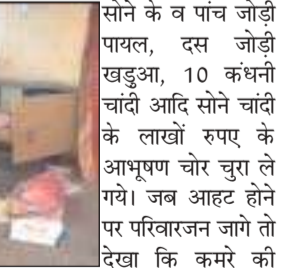 सोने के व पांच जोड़ी
पायल, दस जोड़ी
खडुआ, 10 कंधनी
चांदी आदि सोने चांदी
के लाखों रुपए के
आभूषण चोर चुरा ले
गये। जब आहट होने
पर परिवारजन जागे तो
देखा कि कमरे की